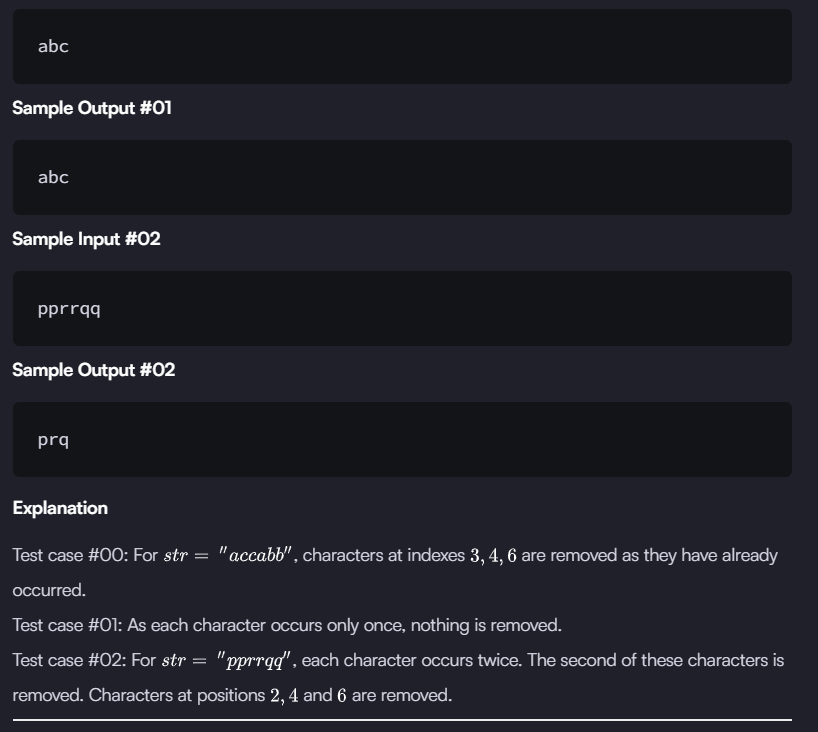 abc
Sample Output #01
abc
Sample Input #02
pprrqq
Sample Output #02
prq
Explanation
Test case #00: For str = "accabb", characters at indexes 3, 4, 6 are removed as they have already
occurred.
Test case #01: As each character occurs only once, nothing is removed.
Test case #02: For str = "pprrqq", each character occurs twice. The second of these characters is
removed. Characters at positions 2, 4 and 6 are removed.